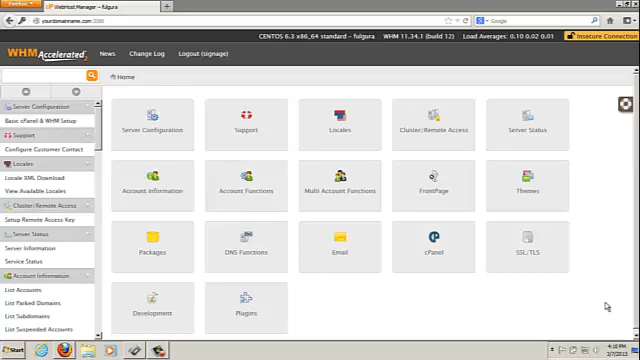 Firefox
WebHost Manager - fulgura
yourdomainname.com:2086
Google
CENTOS 6.3 x86_64 standard - fulgura
WHM 11.34.1 (build 12)
Load Averages: 0.10 0.02 0.01
Insecure Connection
WHM Accelerated2
News
Change Log
Logout (signage)
Home
Server Configuration
Basic cPanel & WHM Setup
Support
Configure Customer Contact
Locales
Locale XML Download
View Available Locales
Cluster/Remote Access
Setup Remote Access Key
Server Status
Server Information
Service Status
Account Information
List Accounts
List Parked Domains
List Subdomains
List Suspended Accounts
Server Configuration
Support
Locales
Cluster/Remote Access
Server Status
Account Information
Account Functions
Multi Account Functions
FrontPage
Themes
Packages
DNS Functions
Email
cPanel
SSL/TLS
Development
Plugins
Start
4:10 PM
3/7/2013